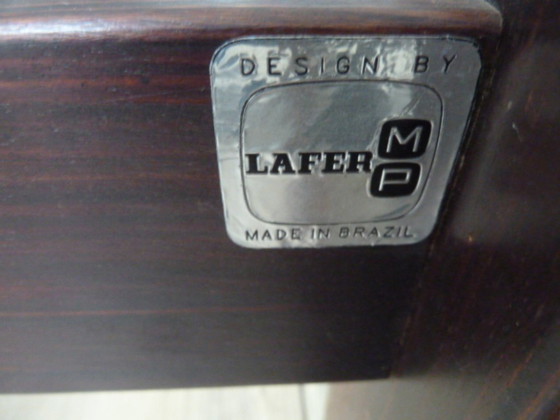 DESIGN BY
LAFER MP
MADE IN BRAZIL